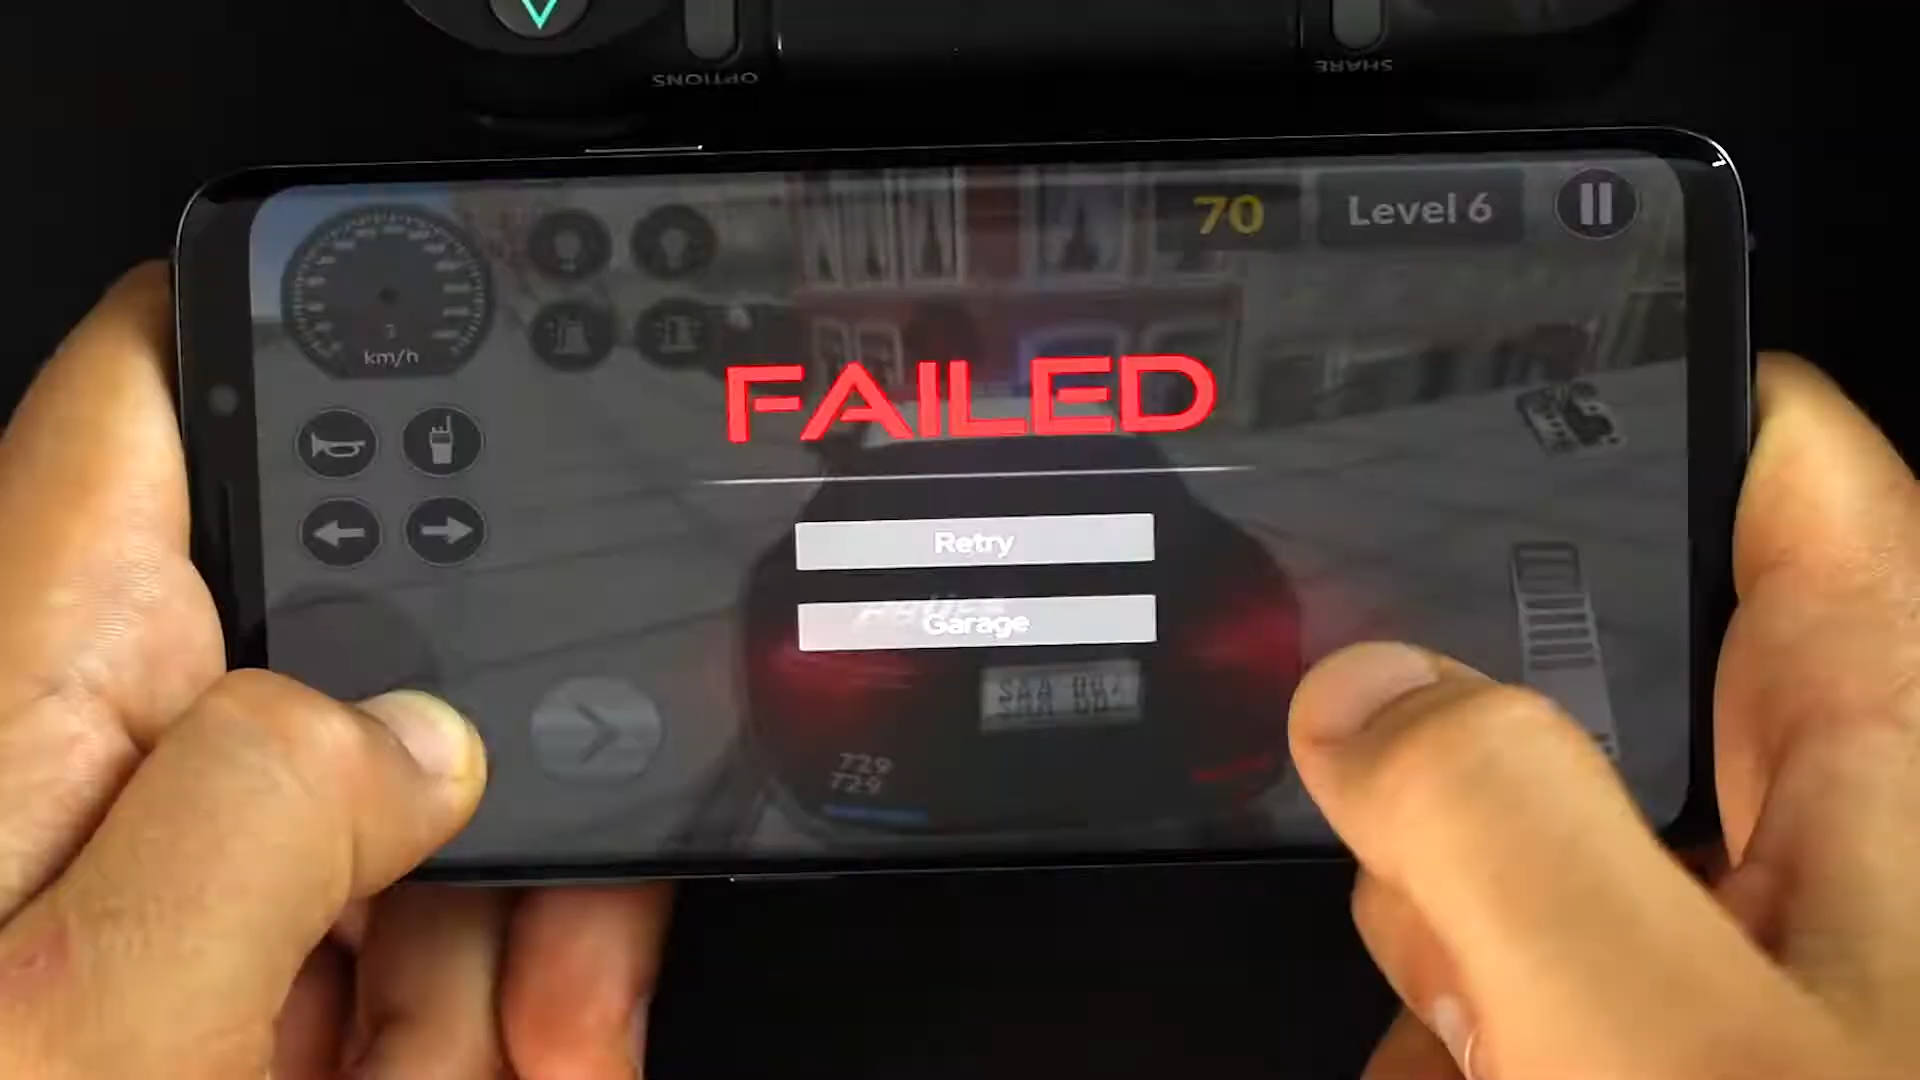 OPTIONS
SHARE
70
Level 6
km/h
FAILED
Retry
Garage
729
729